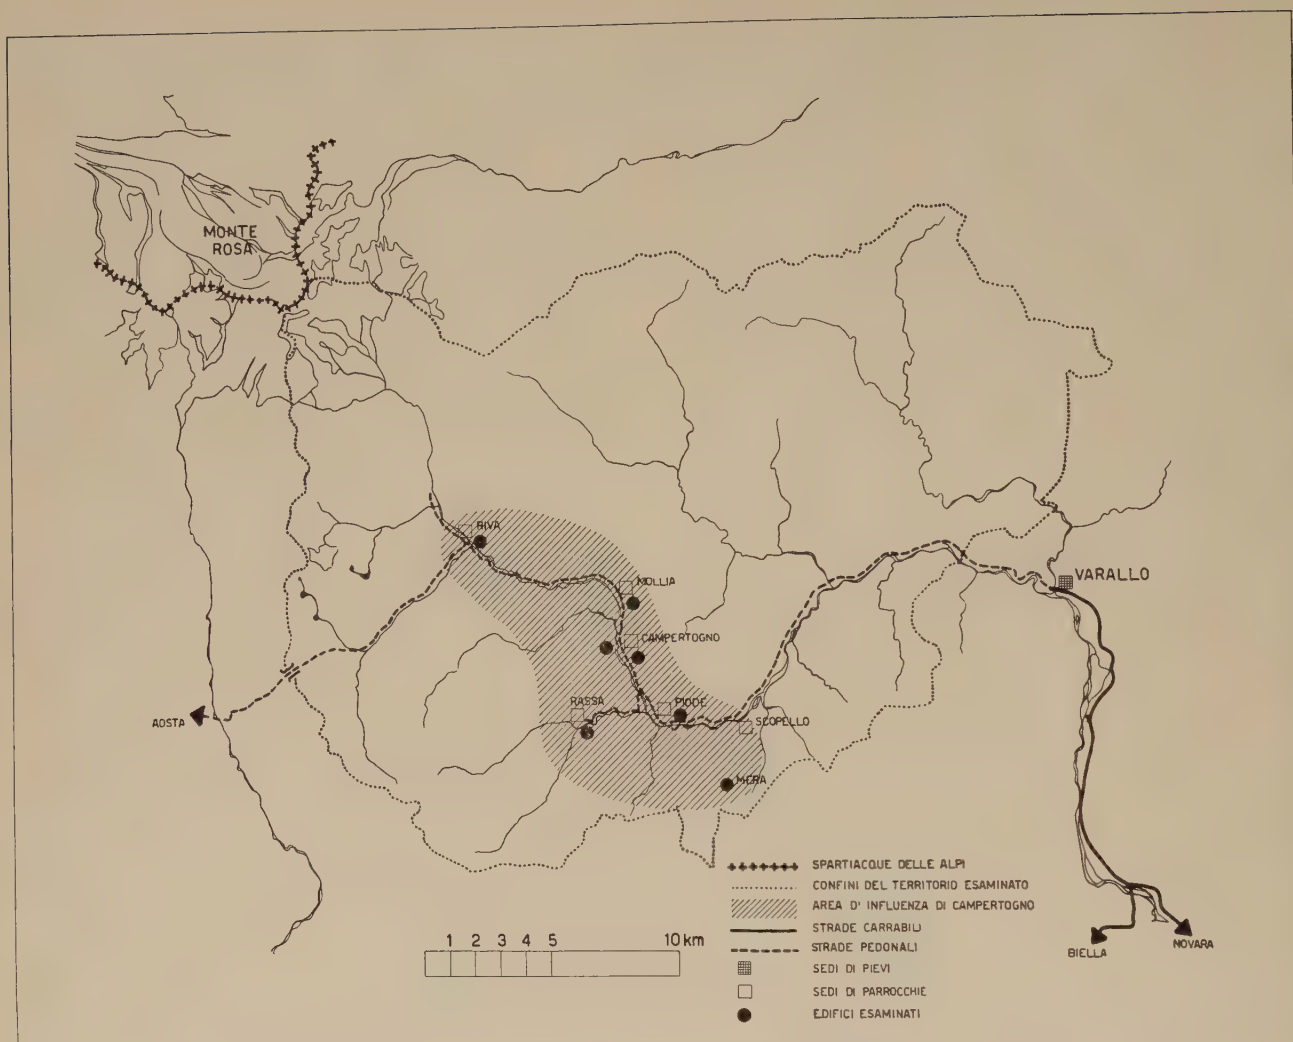 MONTE
ROSA
RIVA
MOLLIA
VARALLO
CAMPERTOGNO
RASSA
PIODE
AOSTA
SCOPELLO
MERA
SPARTIACQUE DELLE ALPI
CONFINI DEL TERRITORIO ESAMINATO
AREA D' INFLUENZA DI CAMPERTOGNO
STRADE CARRABILI
1 2 3 4 5 10 km
STRADE PEDONALI
BIELLA
NOVARA
SEDI DI PIEVI
SEDI DI PARROCCHIE
EDIFICI ESAMINATI